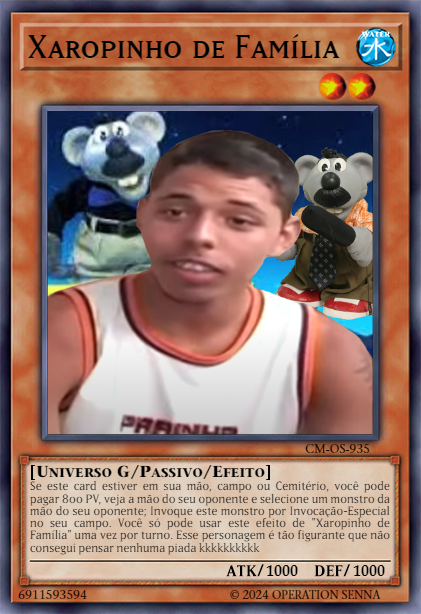 Xaropinho de Família
WATER
水
CM-OS-935
[Universo G/Passivo/Efeito]
Se este card estiver em sua mão, campo ou Cemitério, você pode
pagar 800 PV, veja a mão do seu oponente e selecione um monstro da
mão do seu oponente; Invoque este monstro por Invocação-Especial
no seu campo. Você só pode usar este efeito de "Xaropinho de
Família" uma vez por turno. Esse personagem é tão figurante que não
consegui pensar nenhuma piada kkkkkkkkkk
ATK/1000 DEF/1000
6911593594
© 2024 OPERATION SENNA